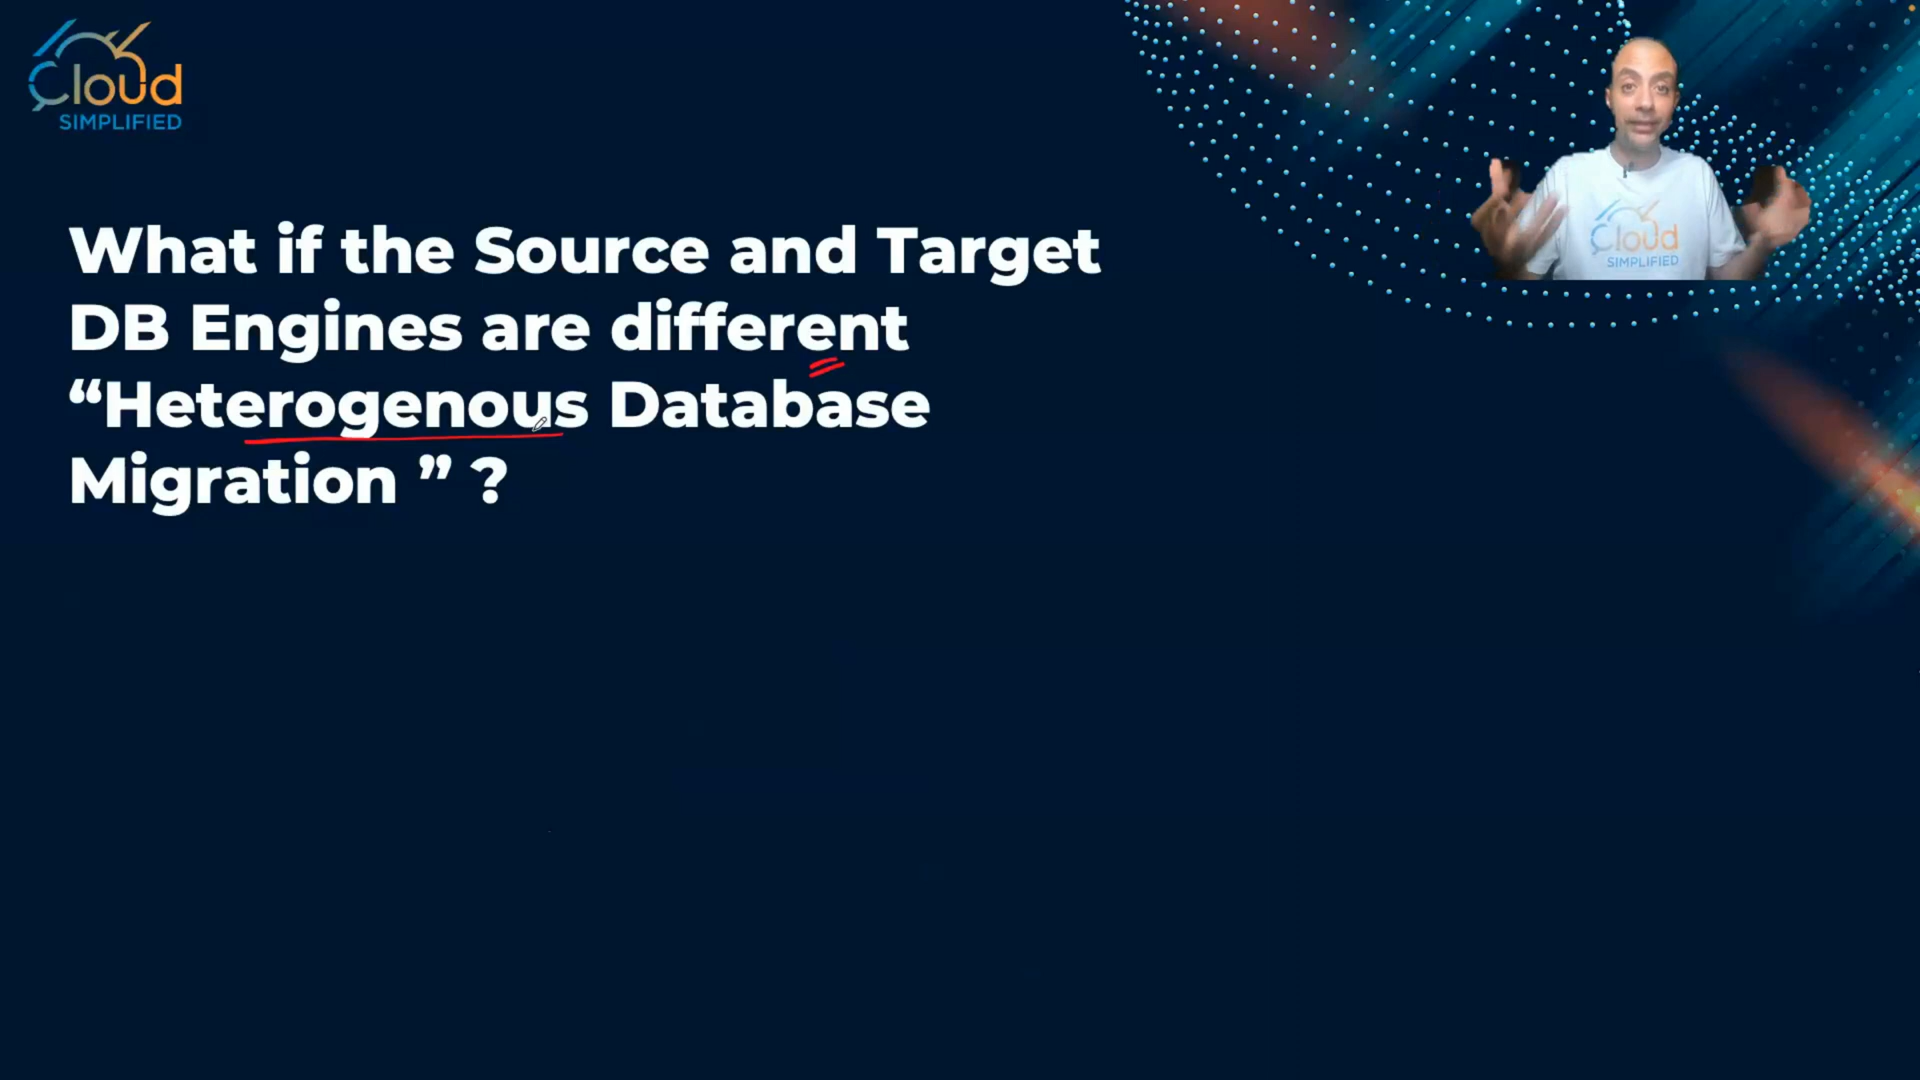 Cloud
SIMPLIFIED
What if the Source and Target
DB Engines are different
“Heterogenous Database
Migration ” ?
Cloud
SIMPLIFIED